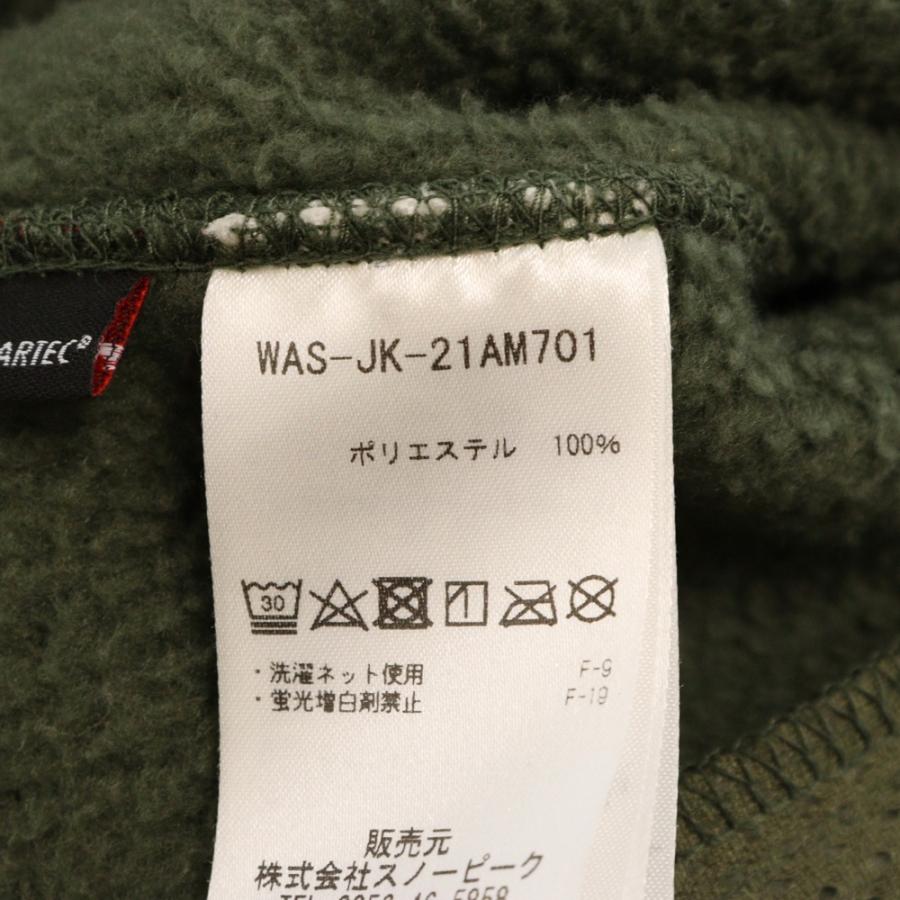 ARTEC®
WAS-JK-21AM701
ポリエステル 100%
30
・洗濯ネット使用 F-9
・蛍光増白剤禁止 F-19
販売元
株式会社スノーピーク
TEL